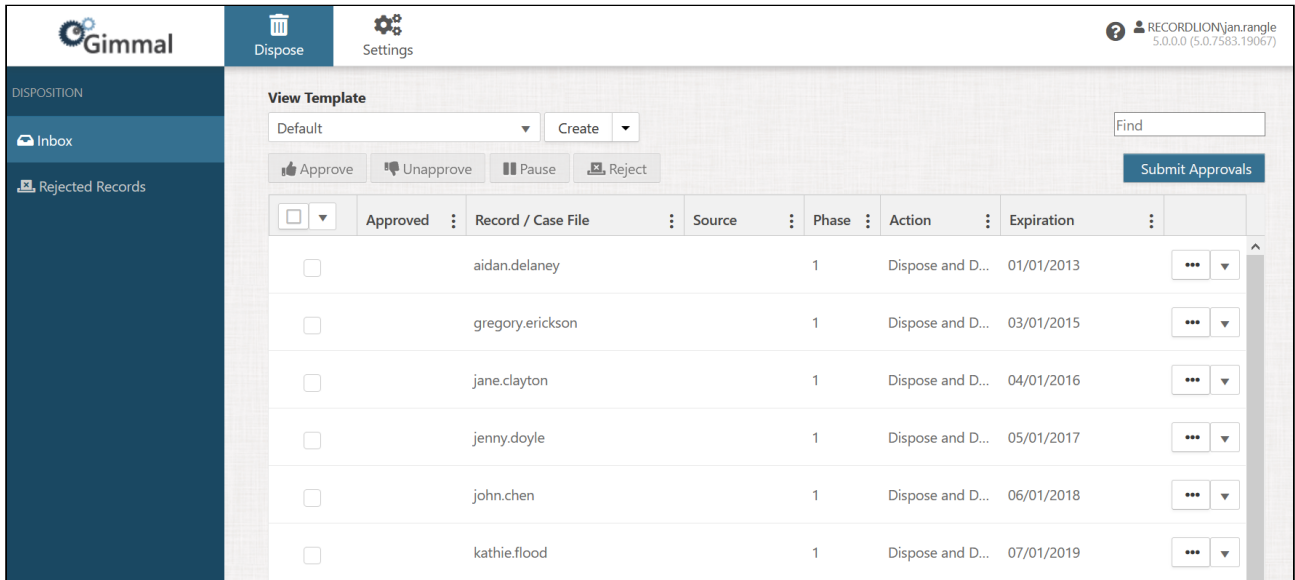 Gimmal
Dispose
Settings
RECORDLION\jan.rangle
5.0.0.0 (5.0.7583.19067)
DISPOSITION
Inbox
Rejected Records
View Template
Default Create
Find
Approve Unapprove Pause Reject
Submit Approvals
Approved Record / Case File Source Phase Action Expiration
aidan.delaney 1 Dispose and D... 01/01/2013
gregory.erickson 1 Dispose and D... 03/01/2015
jane.clayton 1 Dispose and D... 04/01/2016
jenny.doyle 1 Dispose and D... 05/01/2017
john.chen 1 Dispose and D... 06/01/2018
kathie.flood 1 Dispose and D... 07/01/2019